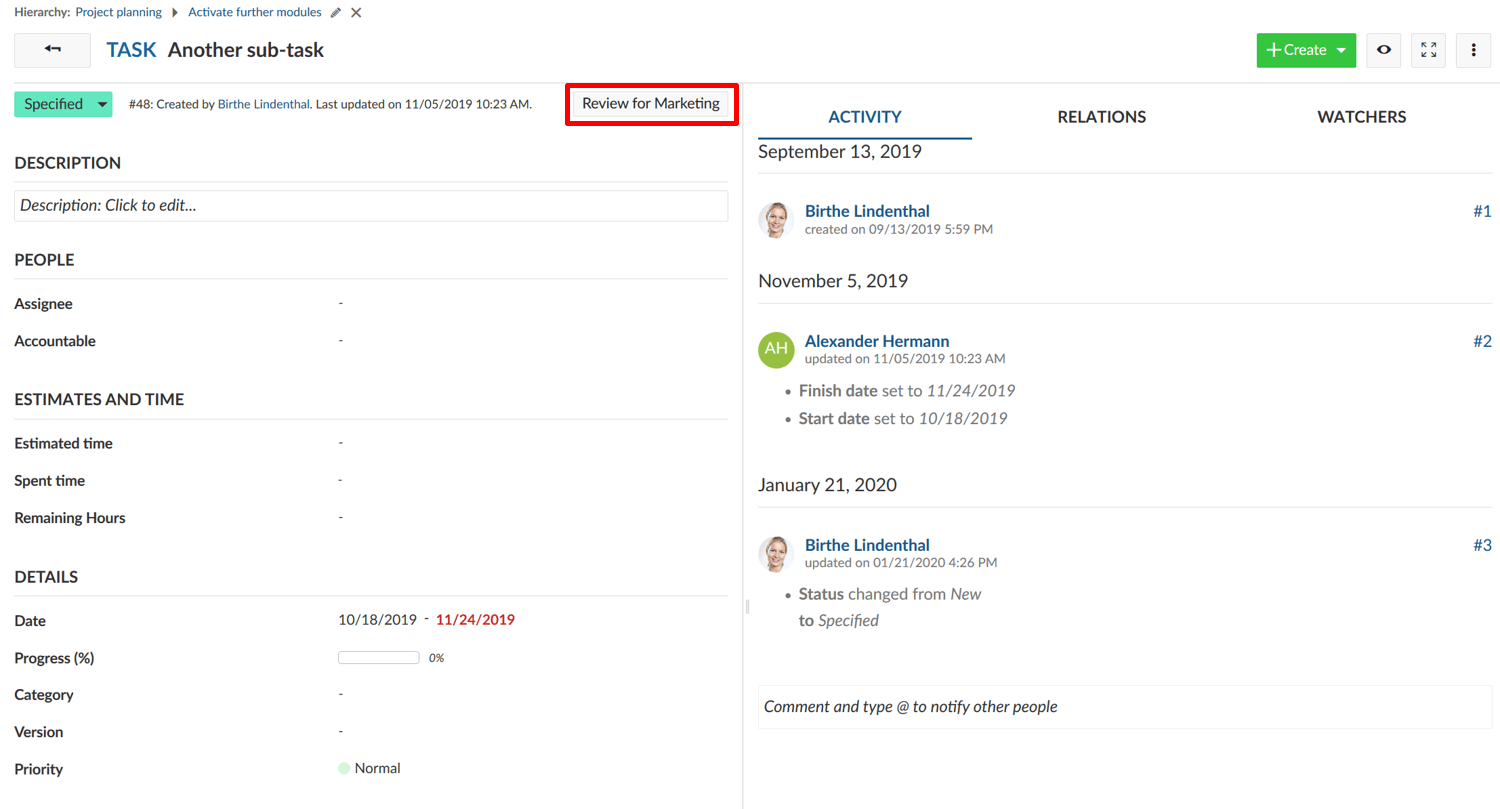 Hierarchy: Project planning Activate further modules
TASK Another sub-task
Create
Specified
#48: Created by Birthe Lindenthal. Last updated on 11/05/2019 10:23 AM.
Review for Marketing
DESCRIPTION
Description: Click to edit...
PEOPLE
Assignee -
Accountable -
ESTIMATES AND TIME
Estimated time -
Spent time -
Remaining Hours -
DETAILS
Date 10/18/2019 - 11/24/2019
Progress (%) 0%
Category -
Version -
Priority Normal
ACTIVITY RELATIONS WATCHERS
September 13, 2019
Birthe Lindenthal #1
created on 09/13/2019 5:59 PM
November 5, 2019
AH
Alexander Hermann #2
updated on 11/05/2019 10:23 AM
• Finish date set to 11/24/2019
• Start date set to 10/18/2019
January 21, 2020
Birthe Lindenthal #3
updated on 01/21/2020 4:26 PM
• Status changed from New
to Specified
Comment and type @ to notify other people